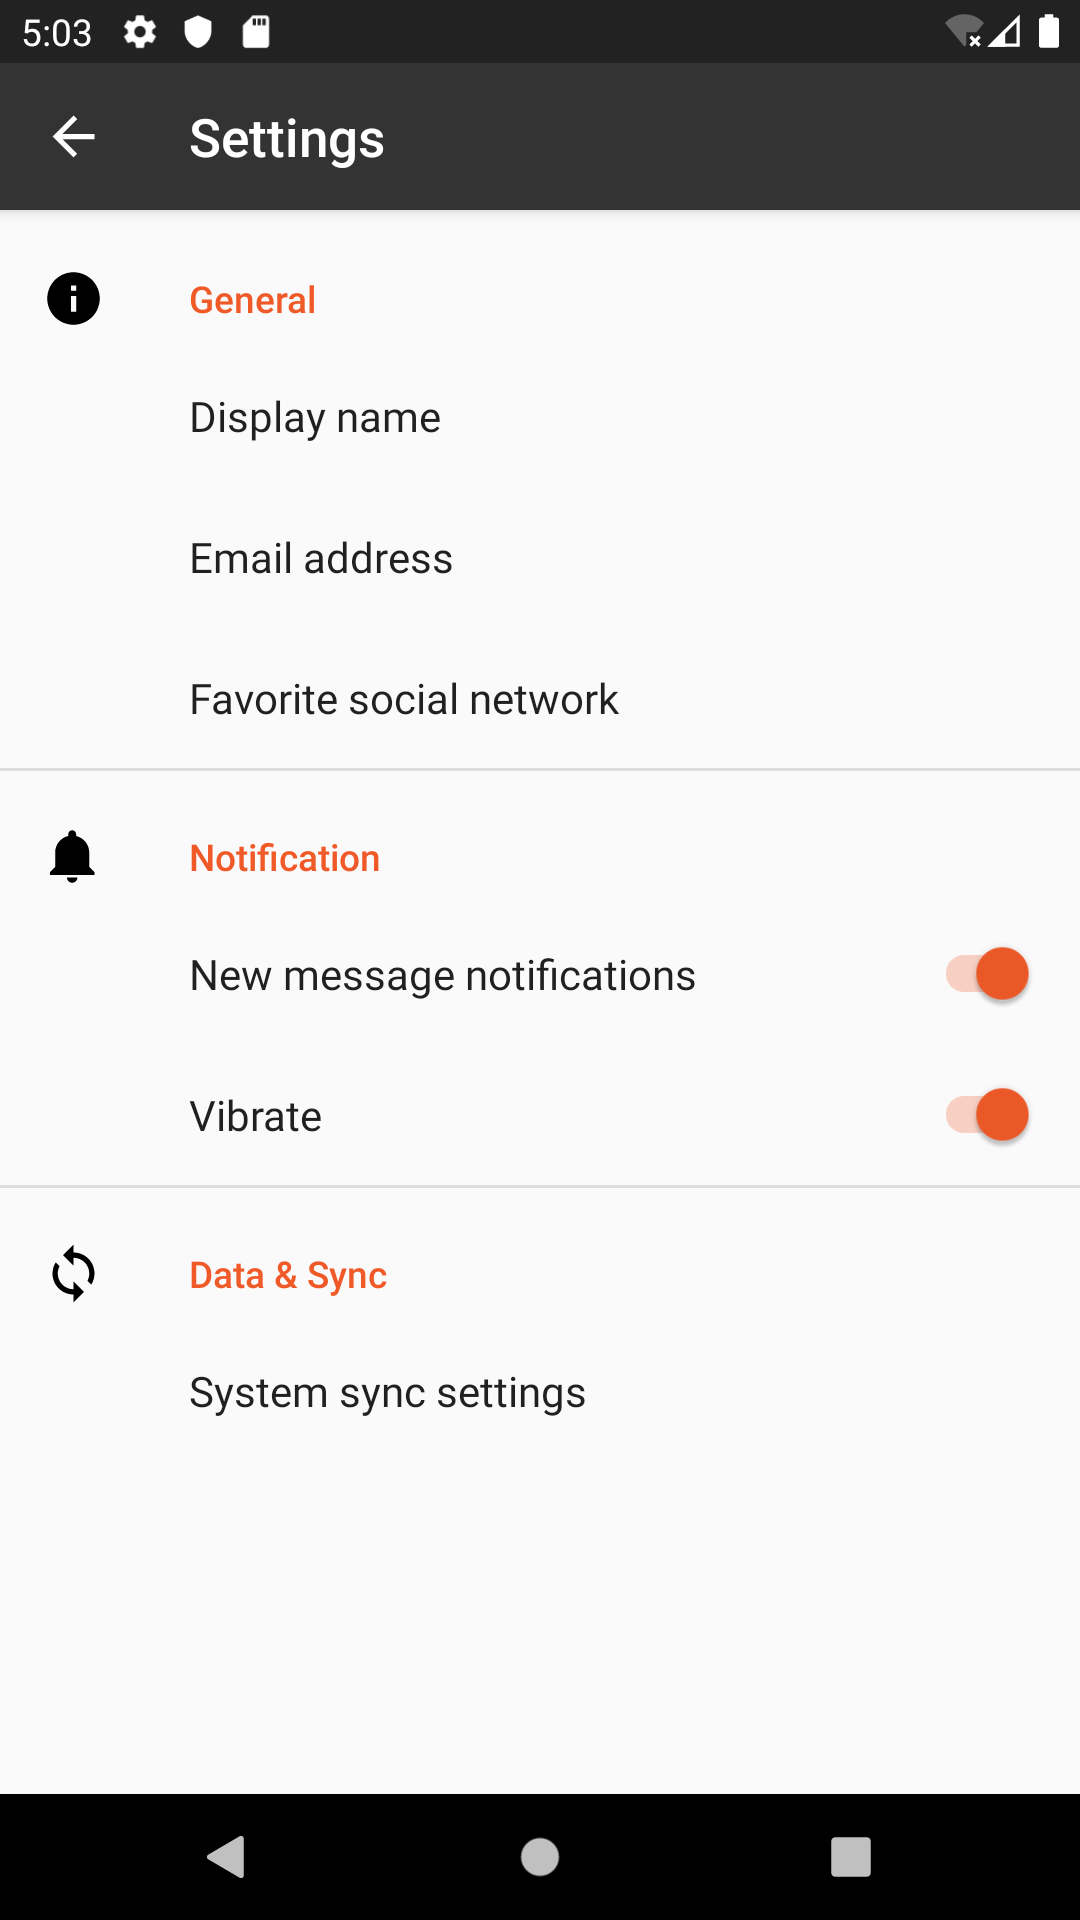 5:03
Settings
General
Display name
Email address
Favorite social network
Notification
New message notifications
Vibrate
Data & Sync
System sync settings